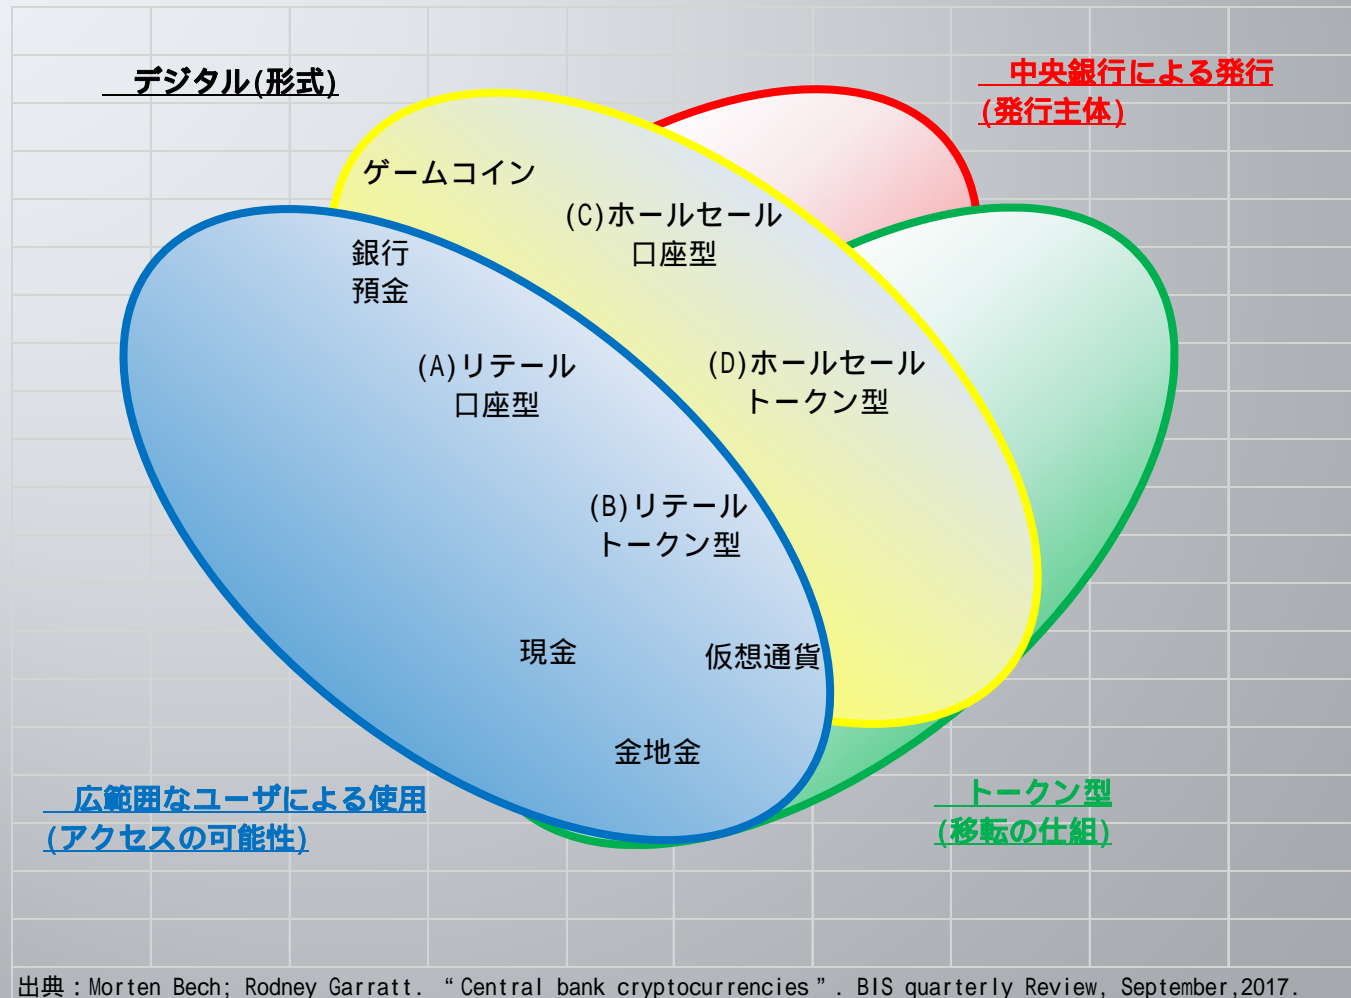 デジタル(形式)
中央銀行による発行
(発行主体)
ゲームコイン
(C)ホールセール
口座型
銀行
預金
(A)リテール
口座型
(D)ホールセール
トークン型
(B)リテール
トークン型
現金
仮想通貨
金地金
広範囲なユーザによる使用
(アクセスの可能性)
トークン型
(移転の仕組)
出典：Morten Bech; Rodney Garratt. “Central bank cryptocurrencies”. BIS quarterly Review, September,2017.